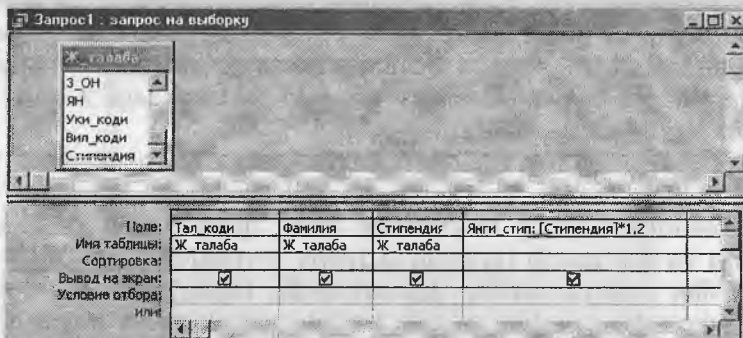 Запрос1 : запрос на выборку
Ж_талаба
З_ОН
ЯН
Уки_коди
Вил_коди
Стипендия
Поле: Тал_коди Фамилия Стипендия Янги_стип: [Стипендия]*1,2
Имя таблицы: Ж_талаба Ж_талаба Ж_талаба
Сортировка:
Вывод на экран:
Условие отбора:
или: